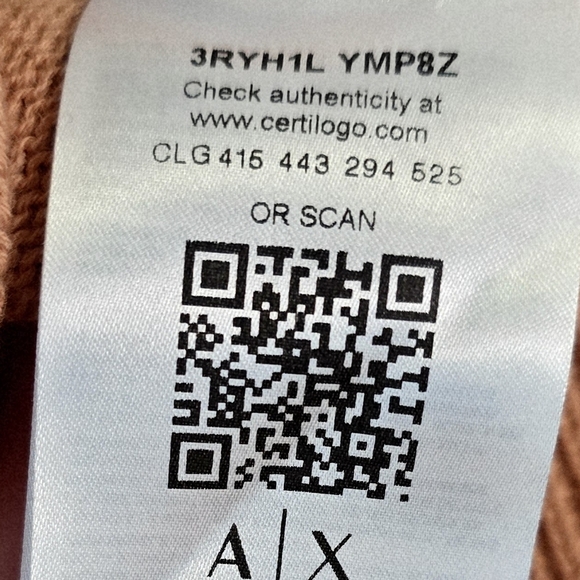 3RYH1L YMP8Z
Check authenticity at
www.certilogo.com
CLG 415 443 294 525
OR SCAN
A|X